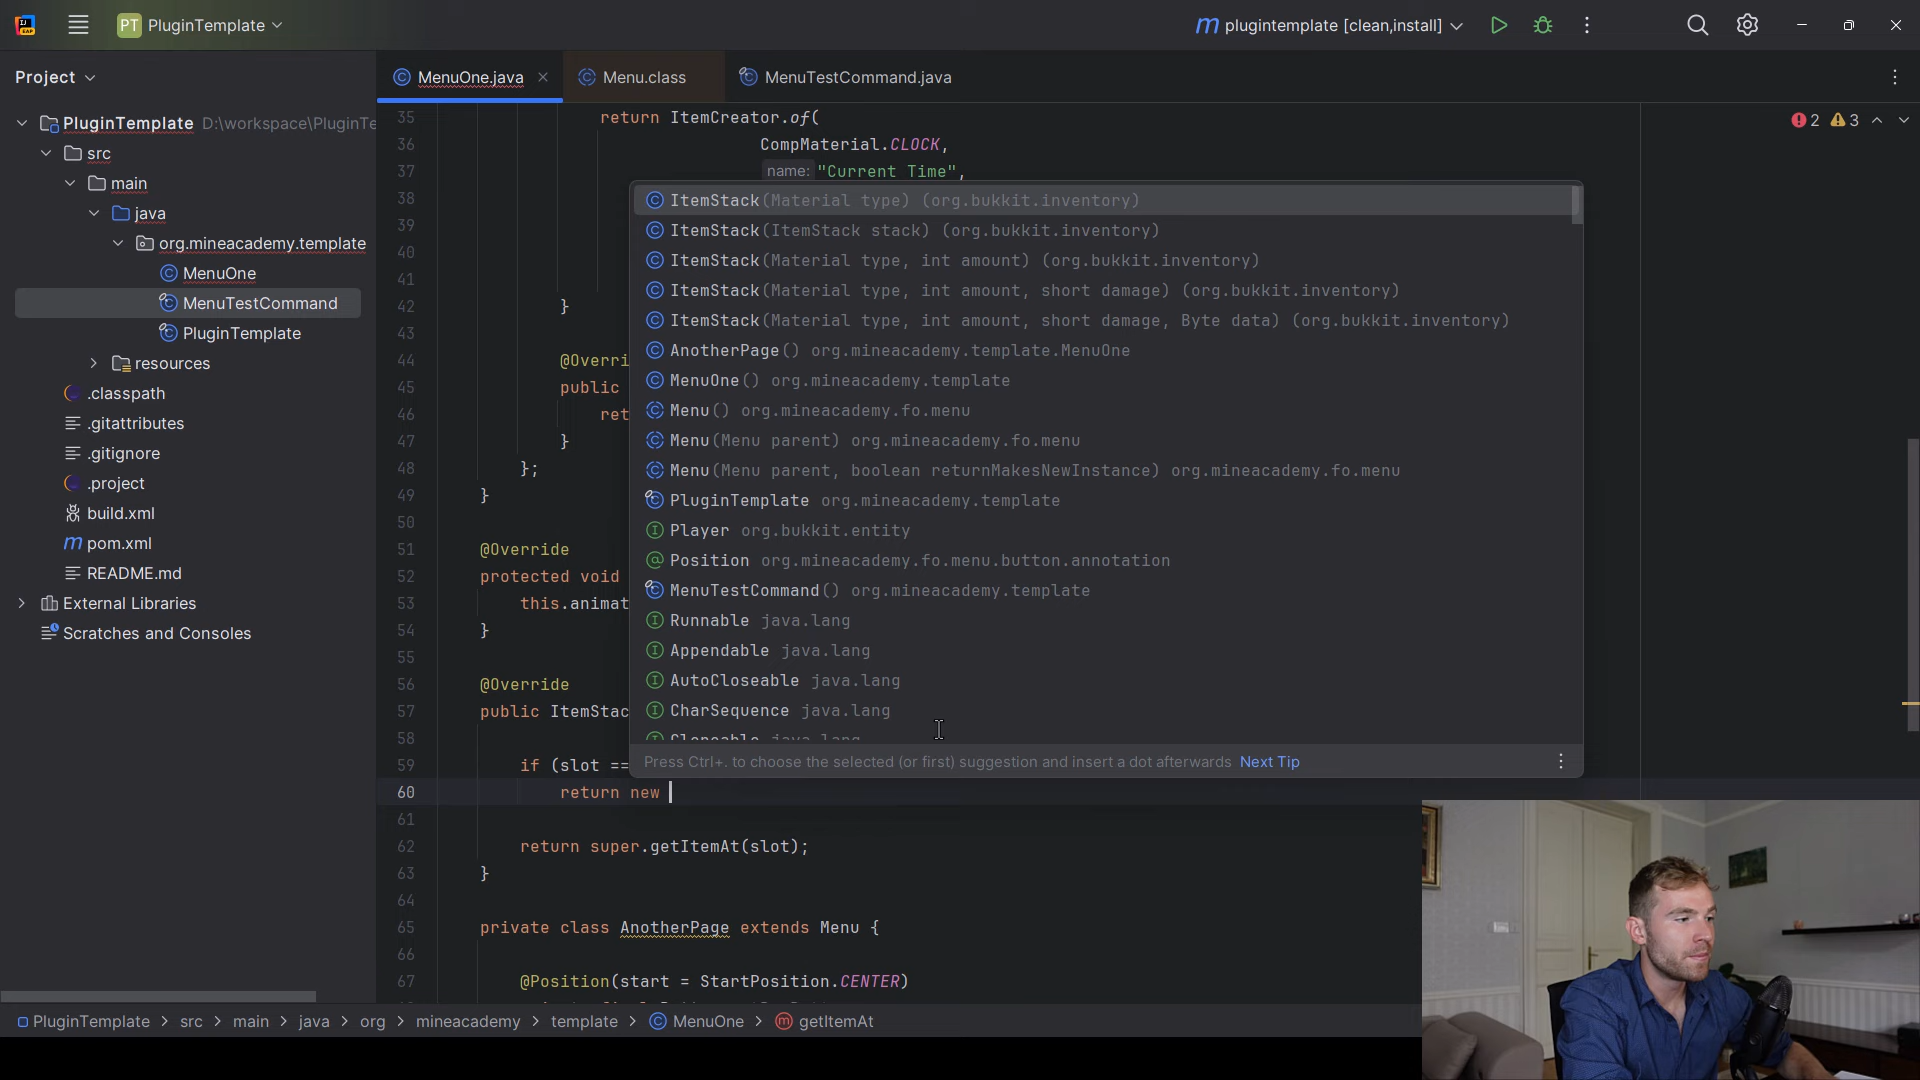 PT PluginTemplate
plugintemplate [clean,install]
Project
MenuOne.java
Menu.class
MenuTestCommand.java
PluginTemplate D:\workspace\PluginTe
src
main
java
org.mineacademy.template
MenuOne
MenuTestCommand
PluginTemplate
resources
.classpath
.gitattributes
.gitignore
.project
build.xml
pom.xml
README.md
External Libraries
Scratches and Consoles
2 3
35 return ItemCreator.of(
36 CompMaterial.CLOCK,
37 name: "Current Time",
38
39
40
41
42 }
43
44 @Overri
45 public
46 ret
47 }
48 };
49 }
50
51 @Override
52 protected void
53 this.animat
54 }
55
56 @Override
57 public ItemStac
58
59 if (slot ==
60 return new
61
62 return super.getItemAt(slot);
63 }
64
65 private class AnotherPage extends Menu {
66
67 @Position(start = StartPosition.CENTER)
ItemStack(Material type) (org.bukkit.inventory)
ItemStack(ItemStack stack) (org.bukkit.inventory)
ItemStack(Material type, int amount) (org.bukkit.inventory)
ItemStack(Material type, int amount, short damage) (org.bukkit.inventory)
ItemStack(Material type, int amount, short damage, Byte data) (org.bukkit.inventory)
AnotherPage() org.mineacademy.template.MenuOne
MenuOne() org.mineacademy.template
Menu() org.mineacademy.fo.menu
Menu(Menu parent) org.mineacademy.fo.menu
Menu(Menu parent, boolean returnMakesNewInstance) org.mineacademy.fo.menu
PluginTemplate org.mineacademy.template
Player org.bukkit.entity
Position org.mineacademy.fo.menu.button.annotation
MenuTestCommand() org.mineacademy.template
Runnable java.lang
Appendable java.lang
AutoCloseable java.lang
CharSequence java.lang
Cloneable java.lang
Press Ctrl+. to choose the selected (or first) suggestion and insert a dot afterwards Next Tip
PluginTemplate > src > main > java > org > mineacademy > template > MenuOne > getItemAt